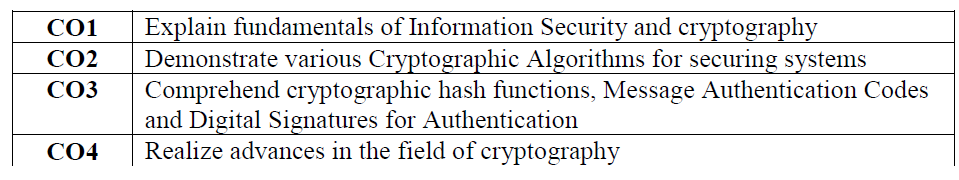 CO1 Explain fundamentals of Information Security and cryptography
CO2 Demonstrate various Cryptographic Algorithms for securing systems
CO3 Comprehend cryptographic hash functions, Message Authentication Codes
and Digital Signatures for Authentication
CO4 Realize advances in the field of cryptography